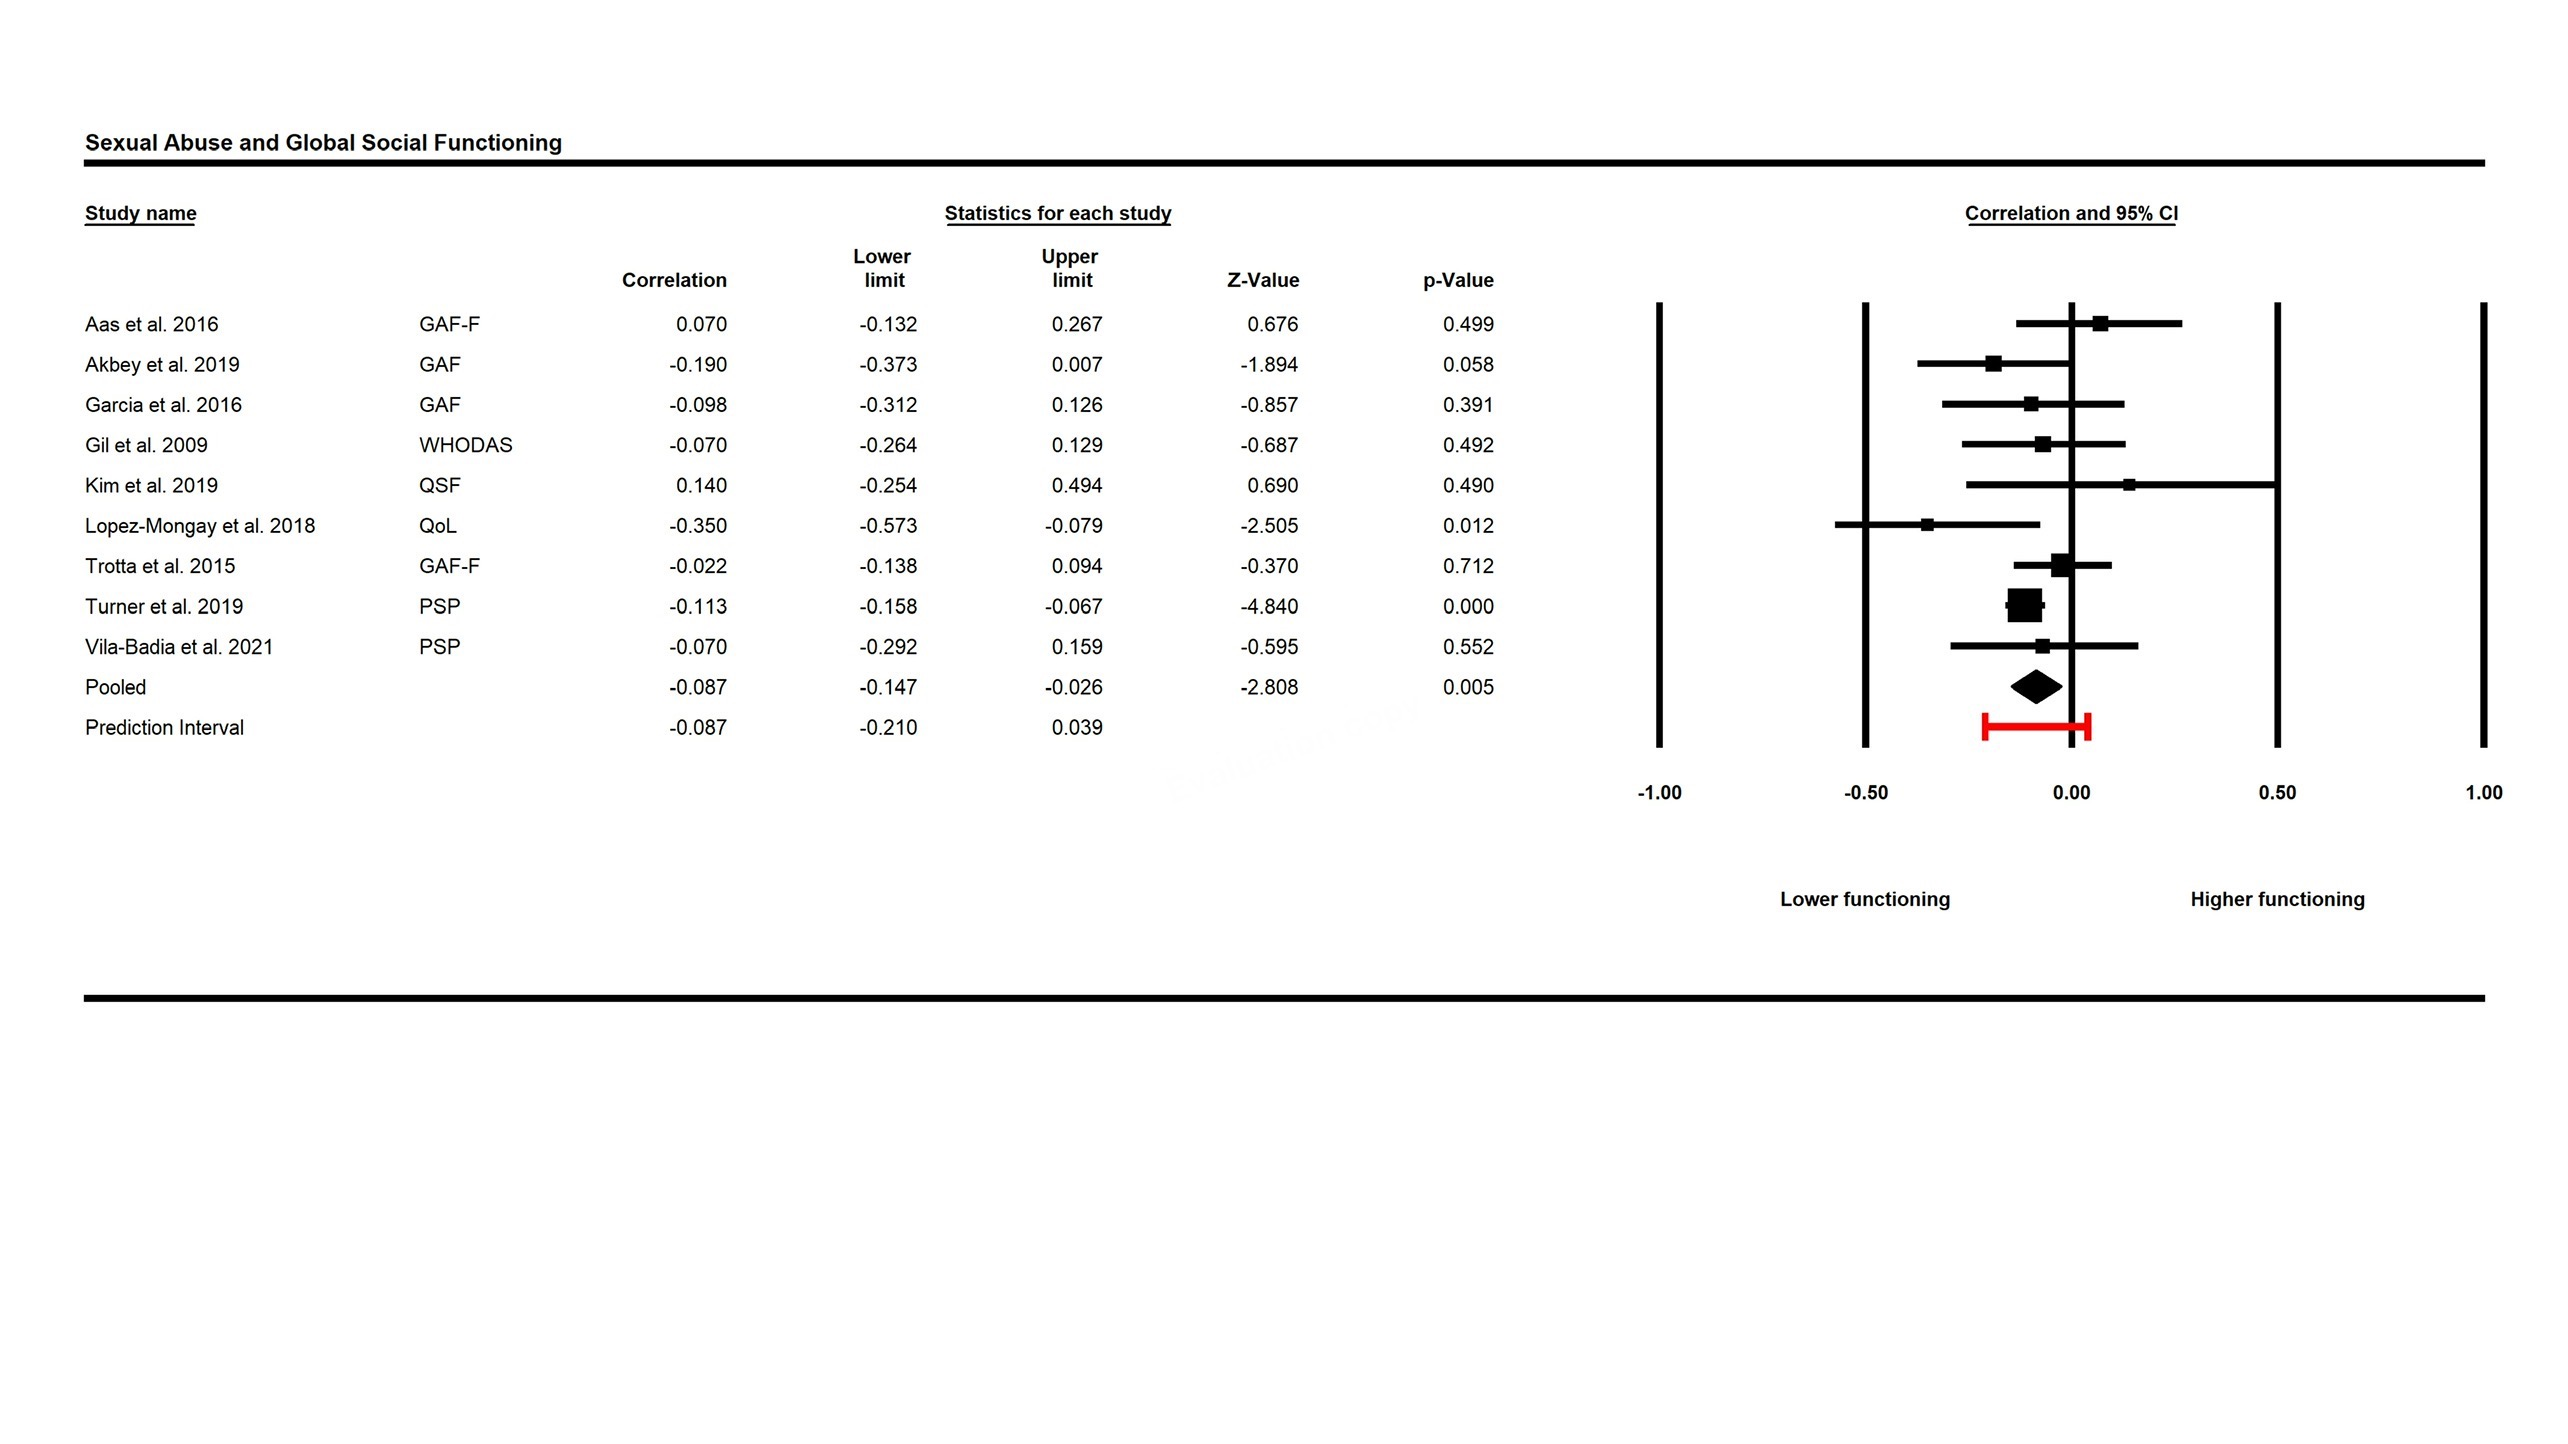 Sexual Abuse and Global Social Functioning
Study name Statistics for each study Correlation and 95% CI
Lower Upper
Correlation limit limit Z-Value p-Value
Aas et al. 2016 GAF-F 0.070 -0.132 0.267 0.676 0.499
Akbey et al. 2019 GAF -0.190 -0.373 0.007 -1.894 0.058
Garcia et al. 2016 GAF -0.098 -0.312 0.126 -0.857 0.391
Gil et al. 2009 WHODAS -0.070 -0.264 0.129 -0.687 0.492
Kim et al. 2019 QSF 0.140 -0.254 0.494 0.690 0.490
Lopez-Mongay et al. 2018 QoL -0.350 -0.573 -0.079 -2.505 0.012
Trotta et al. 2015 GAF-F -0.022 -0.138 0.094 -0.370 0.712
Turner et al. 2019 PSP -0.113 -0.158 -0.067 -4.840 0.000
Vila-Badia et al. 2021 PSP -0.070 -0.292 0.159 -0.595 0.552
Pooled -0.087 -0.147 -0.026 -2.808 0.005
Prediction Interval -0.087 -0.210 0.039
-1.00 -0.50 0.00 0.50 1.00
Lower functioning Higher functioning